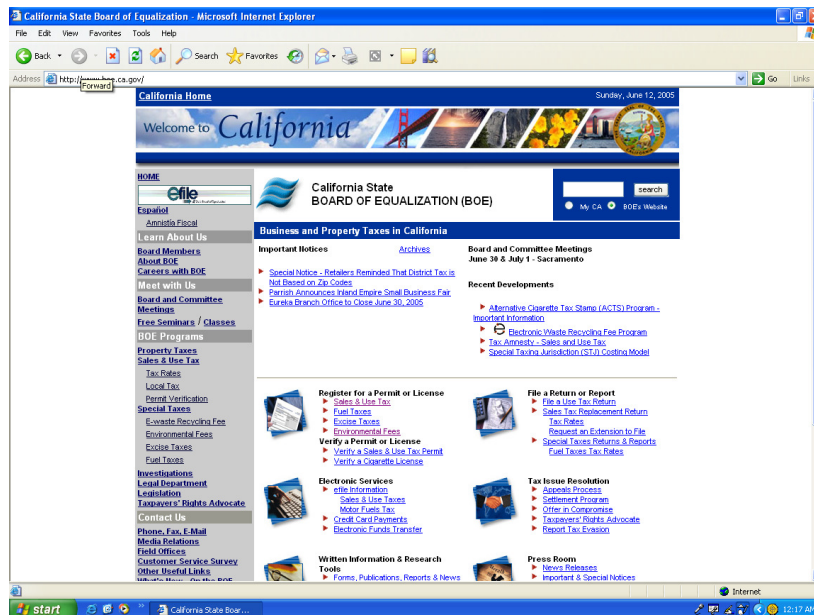 California State Board of Equalization - Microsoft Internet Explorer
File Edit View Favorites Tools Help
Back Search Favorites
Address http://www.boe.ca.gov/ Go Links
Forward
California Home Sunday, June 12, 2005
Welcome to California
HOME
efile
Español
Amnistía Fiscal
Learn About Us
Board Members
About BOE
Careers with BOE
Meet with Us
Board and Committee
Meetings
Free Seminars / Classes
BOE Programs
Property Taxes
Sales & Use Tax
Tax Rates
Local Tax
Permit Verification
Special Taxes
E-waste Recycling Fee
Environmental Fees
Excise Taxes
Fuel Taxes
Investigations
Legal Department
Legislation
Taxpayers' Rights Advocate
Contact Us
Phone, Fax, E-Mail
Media Relations
Field Offices
Customer Service Survey
Other Useful Links
What's New - On the BOE
California State
BOARD OF EQUALIZATION (BOE)
search
My CA BOE's Website
Business and Property Taxes in California
Important Notices Archives
Special Notice - Retailers Reminded That District Tax is
Not Based on Zip Codes
Parrish Announces Inland Empire Small Business Fair
Eureka Branch Office to Close June 30, 2005
Board and Committee Meetings
June 30 & July 1 - Sacramento
Recent Developments
Alternative Cigarette Tax Stamp (ACTS) Program -
Important Information
Electronic Waste Recycling Fee Program
Tax Amnesty - Sales and Use Tax
Special Taxing Jurisdiction (STJ) Costing Model
Register for a Permit or License
Sales & Use Tax
Fuel Taxes
Excise Taxes
Environmental Fees
Verify a Permit or License
Verify a Sales & Use Tax Permit
Verify a Cigarette License
File a Return or Report
File a Use Tax Return
Sales Tax Replacement Return
Tax Rates
Request an Extension to File
Special Taxes Returns & Reports
Fuel Taxes Tax Rates
Electronic Services
efile Information
Sales & Use Taxes
Motor Fuels Tax
Credit Card Payments
Electronic Funds Transfer
Tax Issue Resolution
Appeals Process
Settlement Program
Offer in Compromise
Taxpayers' Rights Advocate
Report Tax Evasion
Written Information & Research
Tools
Forms, Publications, Reports & News
Press Room
News Releases
Important & Special Notices
Internet
start California State Boar... 12:17 AM